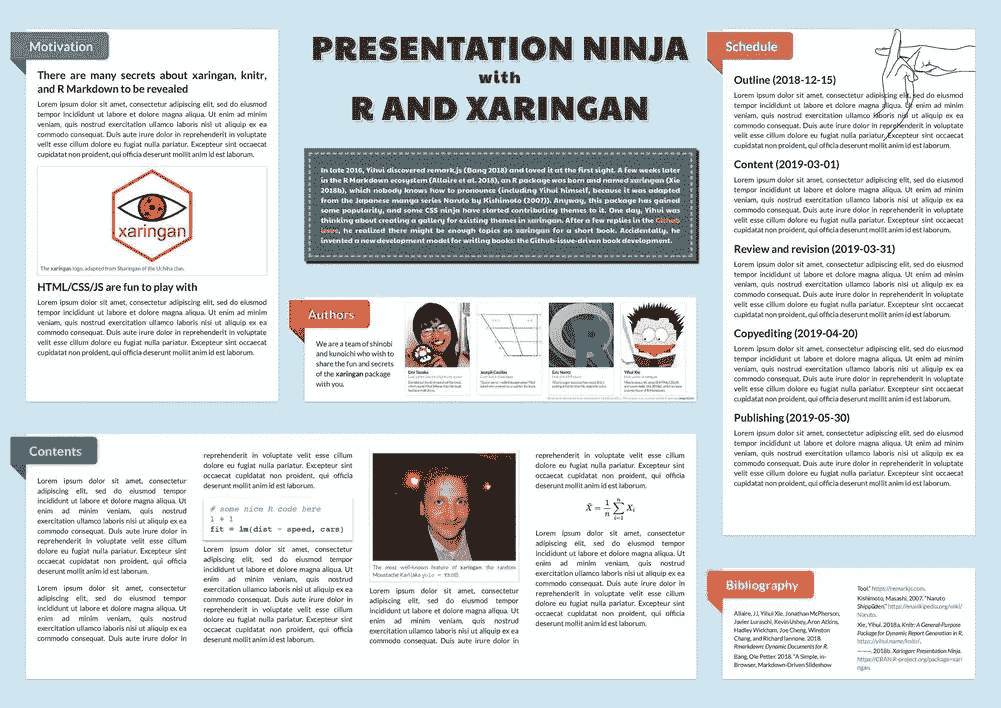 Motivation
There are many secrets about xaringan, knitr,
and R Markdown to be revealed
Lorem ipsum dolor sit amet, consectetur adipiscing elit, sed do eiusmod
tempor incididunt ut labore et dolore magna aliqua. Ut enim ad minim
veniam, quis nostrud exercitation ullamco laboris nisi ut aliquip ex ea
commodo consequat. Duis aute irure dolor in reprehenderit in voluptate
velit esse cillum dolore eu fugiat nulla pariatur. Excepteur sint occaecat
cupidatat non proident, qui officia deserunt mollit anim id est laborum.
xaringan
The xaringan logo, adapted from Sharingan of the Uchiha clan.
HTML/CSS/JS are fun to play with
Lorem ipsum dolor sit amet, consectetur adipiscing elit, sed do eiusmod
tempor incididunt ut labore et dolore magna aliqua. Ut enim ad minim
veniam, quis nostrud exercitation ullamco laboris nisi ut aliquip ex ea
commodo consequat. Duis aute irure dolor in reprehenderit in voluptate
velit esse cillum dolore eu fugiat nulla pariatur. Excepteur sint occaecat
cupidatat non proident, qui officia deserunt mollit anim id est laborum.
PRESENTATION NINJA
with
R AND XARINGAN
In late 2016, Yihui discovered remark.js (Bang 2018) and loved it at the first sight. A few weeks later
in the R Markdown ecosystem (Allaire et al. 2018), an R package was born and named xaringan (Xie
2018b), which nobody knows how to pronounce (including Yihui himself, because it was adapted
from the Japanese manga series Naruto by Kishimoto (2007)). Anyway, this package has gained
some popularity, and some CSS ninja have started contributing themes to it. One day, Yihui was
thinking about creating a gallery for existing themes in xaringan. After a few replies in the Github
issue, he realized there might be enough topics on xaringan for a short book. Accidentally, he
invented a new development model for writing books: the Github-issue-driven book development.
Authors
We are a team of shinobi
and kunoichi who wish to
share the fun and secrets
of the xaringan package
with you.
Emi Tanaka
Joseph Casillas
Eric Nantz
Yihui Xie
Schedule
Outline (2018-12-15)
Lorem ipsum dolor sit amet, consectetur adipiscing elit, sed do eiusmod
tempor incididunt ut labore et dolore magna aliqua. Ut enim ad minim
veniam, quis nostrud exercitation ullamco laboris nisi ut aliquip ex ea
commodo consequat. Duis aute irure dolor in reprehenderit in voluptate
velit esse cillum dolore eu fugiat nulla pariatur. Excepteur sint occaecat
cupidatat non proident, qui officia deserunt mollit anim id est laborum.
Content (2019-03-01)
Lorem ipsum dolor sit amet, consectetur adipiscing elit, sed do eiusmod
tempor incididunt ut labore et dolore magna aliqua. Ut enim ad minim
veniam, quis nostrud exercitation ullamco laboris nisi ut aliquip ex ea
commodo consequat. Duis aute irure dolor in reprehenderit in voluptate
velit esse cillum dolore eu fugiat nulla pariatur. Excepteur sint occaecat
cupidatat non proident, qui officia deserunt mollit anim id est laborum.
Review and revision (2019-03-31)
Lorem ipsum dolor sit amet, consectetur adipiscing elit, sed do eiusmod
tempor incididunt ut labore et dolore magna aliqua. Ut enim ad minim
veniam, quis nostrud exercitation ullamco laboris nisi ut aliquip ex ea
commodo consequat. Duis aute irure dolor in reprehenderit in voluptate
velit esse cillum dolore eu fugiat nulla pariatur. Excepteur sint occaecat
cupidatat non proident, qui officia deserunt mollit anim id est laborum.
Copyediting (2019-04-20)
Lorem ipsum dolor sit amet, consectetur adipiscing elit, sed do eiusmod
tempor incididunt ut labore et dolore magna aliqua. Ut enim ad minim
veniam, quis nostrud exercitation ullamco laboris nisi ut aliquip ex ea
commodo consequat. Duis aute irure dolor in reprehenderit in voluptate
velit esse cillum dolore eu fugiat nulla pariatur. Excepteur sint occaecat
cupidatat non proident, qui officia deserunt mollit anim id est laborum.
Publishing (2019-05-30)
Lorem ipsum dolor sit amet, consectetur adipiscing elit, sed do eiusmod
tempor incididunt ut labore et dolore magna aliqua. Ut enim ad minim
veniam, quis nostrud exercitation ullamco laboris nisi ut aliquip ex ea
commodo consequat. Duis aute irure dolor in reprehenderit in voluptate
velit esse cillum dolore eu fugiat nulla pariatur. Excepteur sint occaecat
cupidatat non proident, qui officia deserunt mollit anim id est laborum.
Contents
Lorem ipsum dolor sit amet, consectetur
adipiscing elit, sed do eiusmod tempor
incididunt ut labore et dolore magna aliqua. Ut
enim ad minim veniam, quis nostrud
exercitation ullamco laboris nisi ut aliquip ex ea
commodo consequat. Duis aute irure dolor in
reprehenderit in voluptate velit esse cillum
dolore eu fugiat nulla pariatur. Excepteur sint
occaecat cupidatat non proident, qui officia
deserunt mollit anim id est laborum.
Lorem ipsum dolor sit amet, consectetur
adipiscing elit, sed do eiusmod tempor
incididunt ut labore et dolore magna aliqua. Ut
enim ad minim veniam, quis nostrud
exercitation ullamco laboris nisi ut aliquip ex ea
commodo consequat. Duis aute irure dolor in
reprehenderit in voluptate velit esse cillum
dolore eu fugiat nulla pariatur. Excepteur sint
occaecat cupidatat non proident, qui officia
deserunt mollit anim id est laborum.
# some nice R code here
1 + 1
fit = lm(dist ~ speed, cars)
Lorem ipsum dolor sit amet, consectetur
adipiscing elit, sed do eiusmod tempor
incididunt ut labore et dolore magna aliqua. Ut
enim ad minim veniam, quis nostrud
exercitation ullamco laboris nisi ut aliquip ex ea
commodo consequat. Duis aute irure dolor in
reprehenderit in voluptate velit esse cillum
dolore eu fugiat nulla pariatur. Excepteur sint
occaecat cupidatat non proident, qui officia
deserunt mollit anim id est laborum.
The most well-known feature of xaringan: the random
Moustache Karl (aka yolo = TRUE).
Lorem ipsum dolor sit amet, consectetur
adipiscing elit, sed do eiusmod tempor
incididunt ut labore et dolore magna aliqua. Ut
enim ad minim veniam, quis nostrud
exercitation ullamco laboris nisi ut aliquip ex ea
commodo consequat. Duis aute irure dolor in
reprehenderit in voluptate velit esse cillum
dolore eu fugiat nulla pariatur. Excepteur sint
occaecat cupidatat non proident, qui officia
deserunt mollit anim id est laborum.
X̄ = 1/n ∑ⁿᵢ₌₁ Xᵢ
Lorem ipsum dolor sit amet, consectetur
adipiscing elit, sed do eiusmod tempor
incididunt ut labore et dolore magna aliqua. Ut
enim ad minim veniam, quis nostrud
exercitation ullamco laboris nisi ut aliquip ex ea
commodo consequat. Duis aute irure dolor in
reprehenderit in voluptate velit esse cillum
dolore eu fugiat nulla pariatur. Excepteur sint
occaecat cupidatat non proident, qui officia
deserunt mollit anim id est laborum.
Bibliography
Allaire, JJ, Yihui Xie, Jonathan McPherson,
Javier Luraschi, Kevin Ushey, Aron Atkins,
Hadley Wickham, Joe Cheng, Winston
Chang, and Richard Iannone. 2018.
Rmarkdown: Dynamic Documents for R.
Bang, Ole Petter. 2018. "A Simple, in-
Browser, Markdown-Driven Slideshow
Tool." https://remarkjs.com.
Kishimoto, Masashi. 2007. "Naruto
Shippūden." https://en.wikipedia.org/wiki/
Naruto.
Xie, Yihui. 2018a. Knitr: A General-Purpose
Package for Dynamic Report Generation in R.
https://yihui.name/knitr/.
———. 2018b. Xaringan: Presentation Ninja.
https://CRAN.R-project.org/package=xari
ngan.